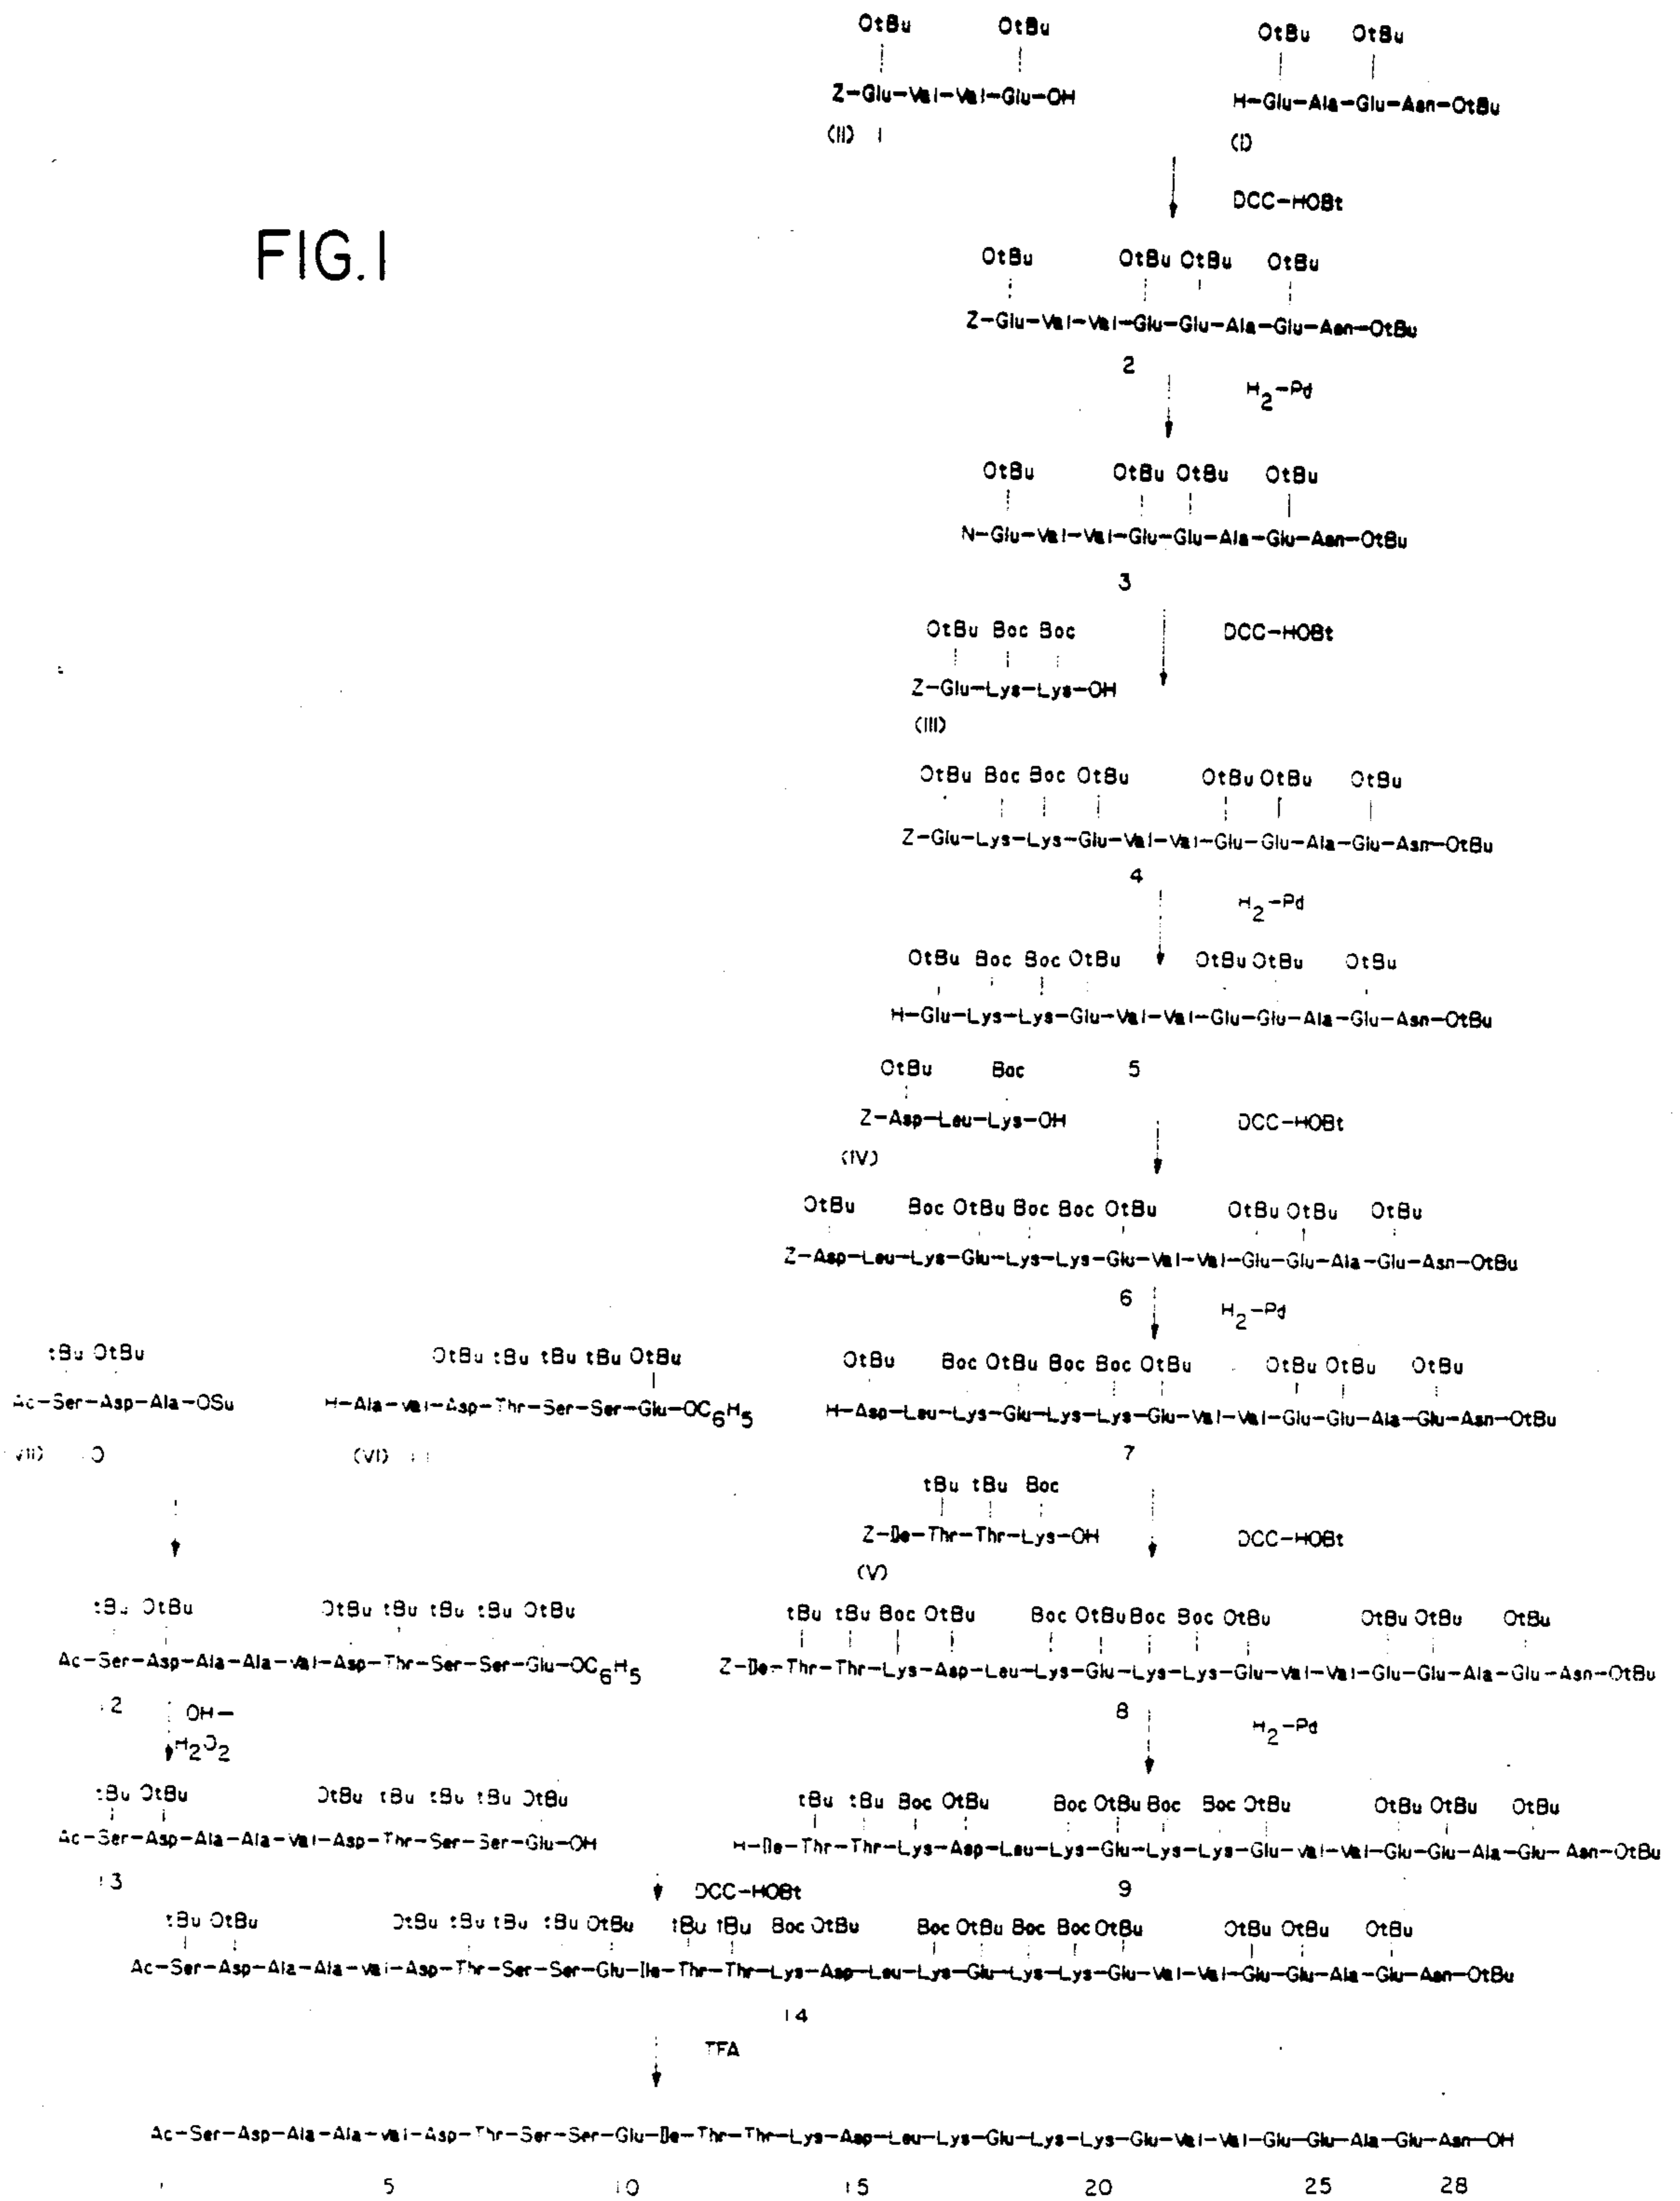 OtBu OtBu OtBu OtBu
Z-Glu-Val-Val-Glu-OH H-Glu-Ala-Glu-Asn-OtBu
(II) 1 (I)
DCC-HOBt
FIG.1
OtBu OtBu OtBu OtBu
Z-Glu-Val-Val-Glu-Glu-Ala-Glu-Asn-OtBu
2
H2-Pd
OtBu OtBu OtBu OtBu
N-Glu-Val-Val-Glu-Glu-Ala-Glu-Asn-OtBu
3
OtBu Boc Boc DCC-HOBt
Z-Glu-Lys-Lys-OH
(III)
OtBu Boc Boc OtBu OtBu OtBu OtBu
Z-Glu-Lys-Lys-Glu-Val-Val-Glu-Glu-Ala-Glu-Asn-OtBu
4
H2-Pd
OtBu Boc Boc OtBu OtBu OtBu OtBu
H-Glu-Lys-Lys-Glu-Val-Val-Glu-Glu-Ala-Glu-Asn-OtBu
OtBu Boc 5
Z-Asp-Leu-Lys-OH DCC-HOBt
(IV)
OtBu Boc OtBu Boc Boc OtBu OtBu OtBu OtBu
Z-Asp-Leu-Lys-Glu-Lys-Lys-Glu-Val-Val-Glu-Glu-Ala-Glu-Asn-OtBu
6 H2-Pd
tBu OtBu OtBu tBu tBu tBu OtBu OtBu Boc OtBu Boc Boc OtBu OtBu OtBu OtBu
Ac-Ser-Asp-Ala-OSu H-Ala-Val-Asp-Thr-Ser-Ser-Glu-OC6H5 H-Asp-Leu-Lys-Glu-Lys-Lys-Glu-Val-Val-Glu-Glu-Ala-Glu-Asn-OtBu
(VI) 7
tBu tBu Boc
Z-Ile-Thr-Thr-Lys-OH DCC-HOBt
(V)
tBu OtBu OtBu tBu tBu tBu OtBu tBu tBu Boc OtBu Boc OtBu Boc Boc OtBu OtBu OtBu OtBu
Ac-Ser-Asp-Ala-Ala-Val-Asp-Thr-Ser-Ser-Glu-OC6H5 Z-Ile-Thr-Thr-Lys-Asp-Leu-Lys-Glu-Lys-Lys-Glu-Val-Val-Glu-Glu-Ala-Glu-Asn-OtBu
12 OH- 8
H2O2 H2-Pd
tBu OtBu OtBu tBu tBu tBu OtBu tBu tBu Boc OtBu Boc OtBu Boc Boc OtBu OtBu OtBu OtBu
Ac-Ser-Asp-Ala-Ala-Val-Asp-Thr-Ser-Ser-Glu-OH H-Ile-Thr-Thr-Lys-Asp-Leu-Lys-Glu-Lys-Lys-Glu-Val-Val-Glu-Glu-Ala-Glu-Asn-OtBu
13 DCC-HOBt 9
tBu OtBu OtBu tBu tBu tBu OtBu tBu tBu Boc OtBu Boc OtBu Boc Boc OtBu OtBu OtBu OtBu
Ac-Ser-Asp-Ala-Ala-Val-Asp-Thr-Ser-Ser-Glu-Ile-Thr-Thr-Lys-Asp-Leu-Lys-Glu-Lys-Lys-Glu-Val-Val-Glu-Glu-Ala-Glu-Asn-OtBu
14
TFA
Ac-Ser-Asp-Ala-Ala-Val-Asp-Thr-Ser-Ser-Glu-Ile-Thr-Thr-Lys-Asp-Leu-Lys-Glu-Lys-Lys-Glu-Val-Val-Glu-Glu-Ala-Glu-Asn-OH
5 10 15 20 25 28